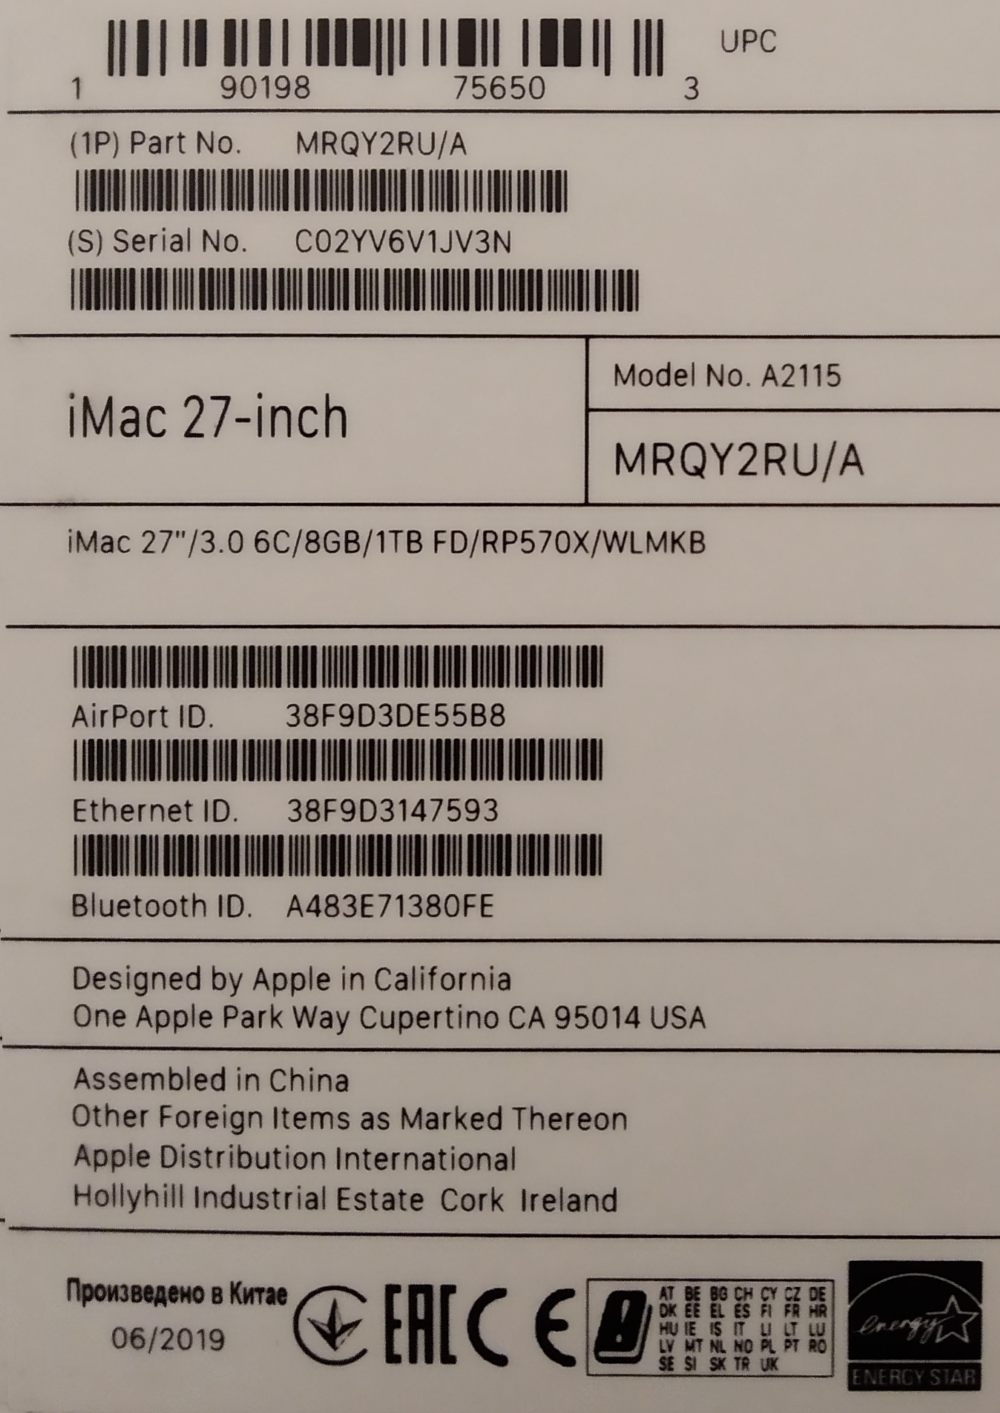 UPC
1 90198 75650 3
(1P) Part No. MRQY2RU/A
(S) Serial No. C02YV6V1JV3N
iMac 27-inch
Model No. A2115
MRQY2RU/A
iMac 27"/3.0 6C/8GB/1TB FD/RP570X/WLMKB
AirPort ID. 38F9D3DE55B8
Ethernet ID. 38F9D3147593
Bluetooth ID. A483E71380FE
Designed by Apple in California
One Apple Park Way Cupertino CA 95014 USA
Assembled in China
Other Foreign Items as Marked Thereon
Apple Distribution International
Hollyhill Industrial Estate Cork Ireland
Произведено в Китае
06/2019
EAC CE
AT BE BG CH CY CZ DE
DK EE EL ES FI FR HR
HU IE IS IT LI LT LU
LV MT NL NO PL PT RO
SE SI SK TR UK
energy
ENERGY STAR